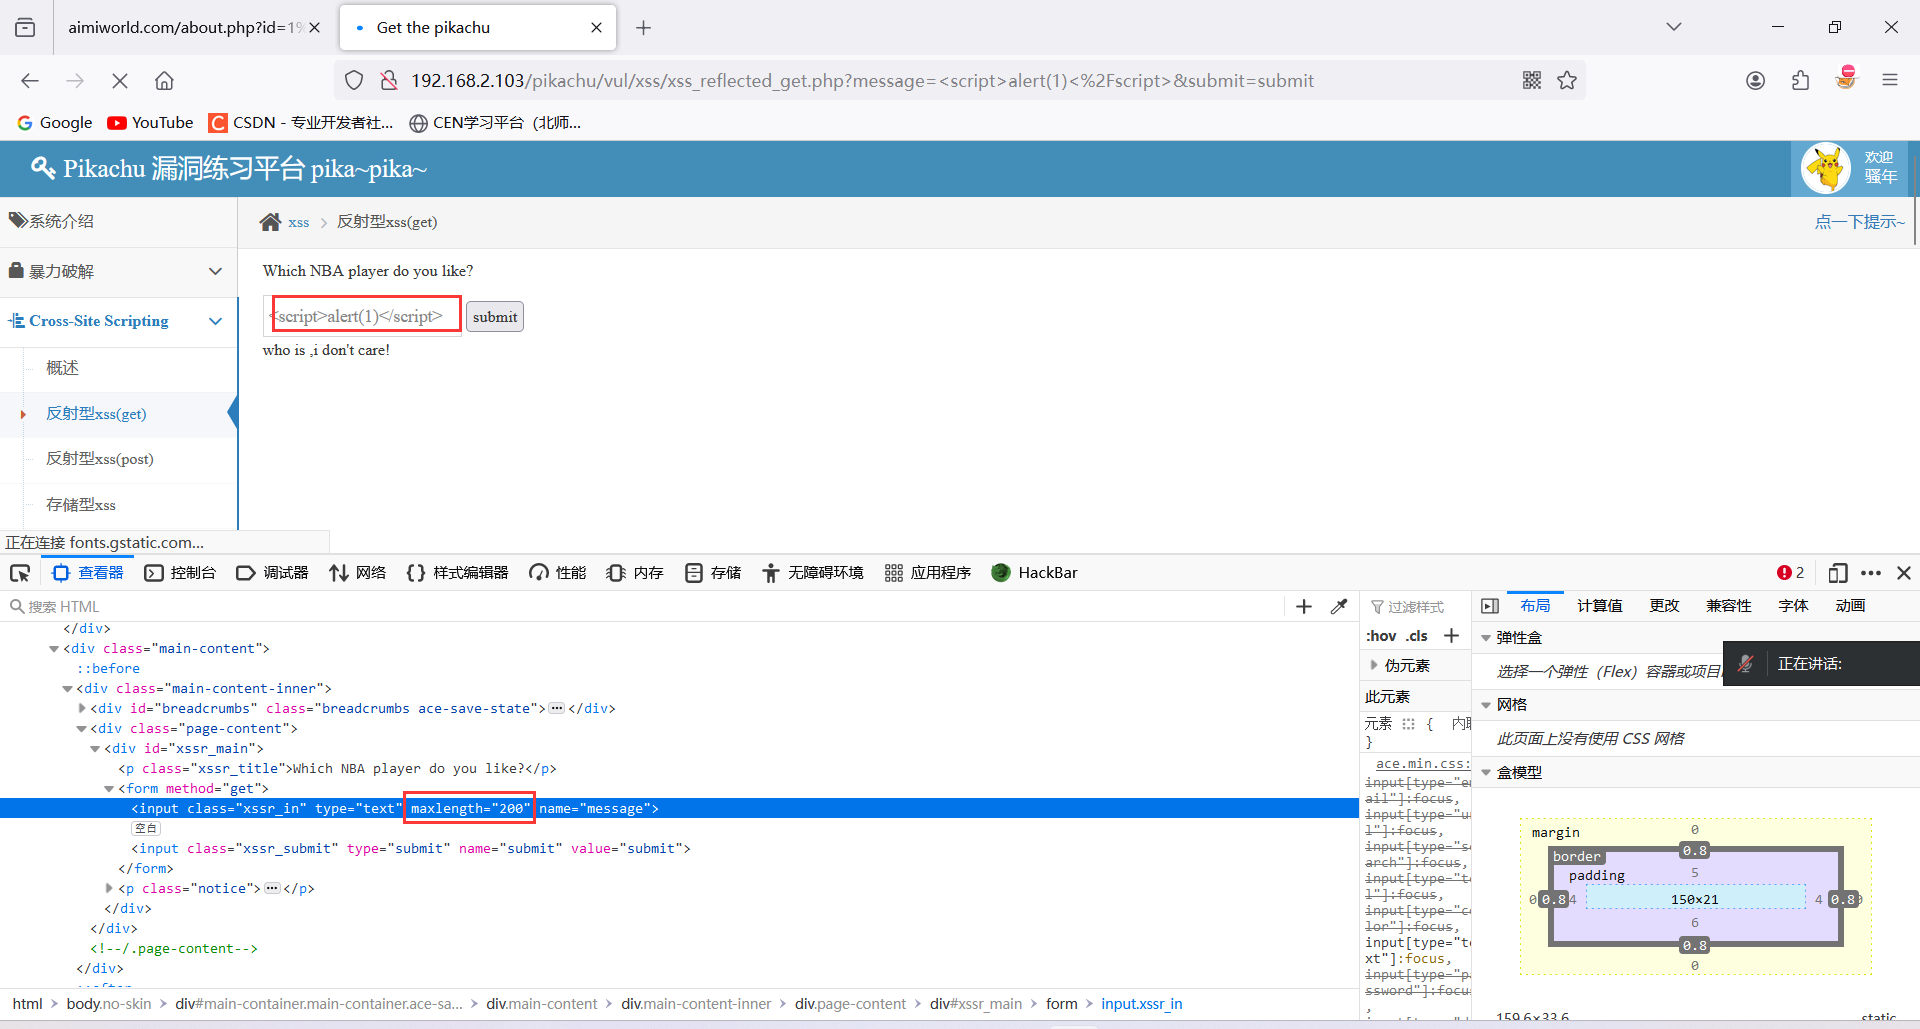 aimiworld.com/about.php?id=1%
Get the pikachu
192.168.2.103/pikachu/vul/xss/xss_reflected_get.php?message=<script>alert(1)<%2Fscript>&submit=submit
Google
YouTube
CSDN - 专业开发者社...
CEN学习平台（北师...
Pikachu 漏洞练习平台 pika~pika~
欢迎
骚年
系统介绍
xss
反射型xss(get)
点一下提示~
暴力破解
Which NBA player do you like?
<script>alert(1)</script>
submit
Cross-Site Scripting
who is ,i don't care!
概述
反射型xss(get)
反射型xss(post)
存储型xss
正在连接 fonts.gstatic.com...
查看器
控制台
调试器
网络
样式编辑器
性能
内存
存储
无障碍环境
应用程序
HackBar
2
搜索 HTML
过滤样式
布局
计算值
更改
兼容性
字体
动画
</div>
<div class="main-content">
::before
<div class="main-content-inner">
<div id="breadcrumbs" class="breadcrumbs ace-save-state"></div>
<div class="page-content">
<div id="xssr_main">
<p class="xssr_title">Which NBA player do you like?</p>
<form method="get">
<input class="xssr_in" type="text" maxlength="200" name="message">
空白
<input class="xssr_submit" type="submit" name="submit" value="submit">
</form>
<p class="notice"></p>
</div>
</div>
<!--/.page-content-->
</div>
:hov .cls
伪元素
此元素
元素 { 内联
}
ace.min.css:
input[type="em
ail"]:focus,
input[type="ur
l"]:focus,
input[type="se
arch"]:focus,
input[type="te
l"]:focus,
input[type="co
lor"]:focus,
input[type="te
xt"]:focus,
input[type="pa
ssword"]:focus
,
弹性盒
选择一个弹性（Flex）容器或项目
正在讲话:
网格
此页面上没有使用 CSS 网格
盒模型
margin
0
border
0.8
padding
5
0
0.8
4
150×21
4
0.8
6
0.8
0
159.6×33.6
static
html
body.no-skin
div#main-container.main-container.ace-sa...
div.main-content
div.main-content-inner
div.page-content
div#xssr_main
form
input.xssr_in